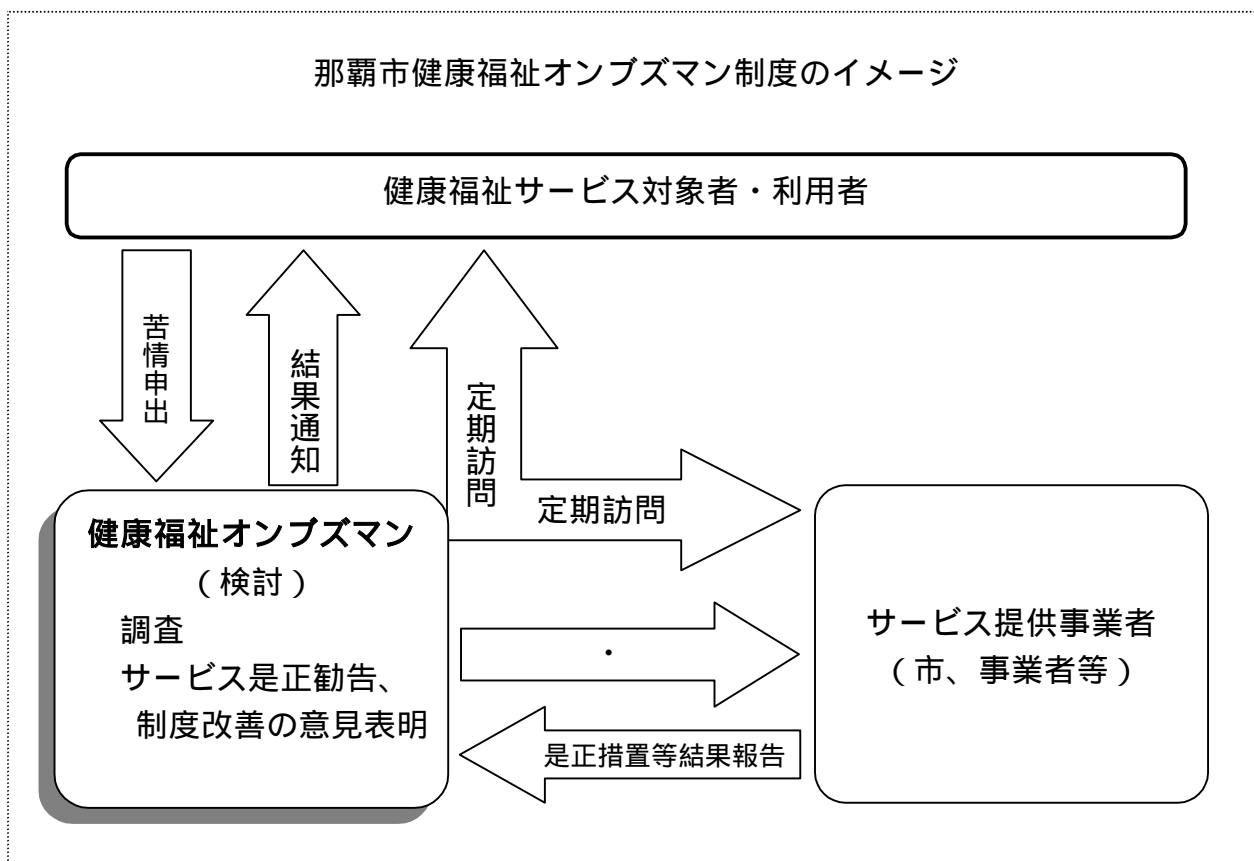 那覇市健康福祉オンブズマン制度のイメージ
健康福祉サービス対象者・利用者
苦情申出
結果通知
定期訪問
定期訪問
健康福祉オンブズマン
(検討)
調査
サービス是正勧告、
制度改善の意見表明
・
サービス提供事業者
(市、事業者等)
是正措置等結果報告